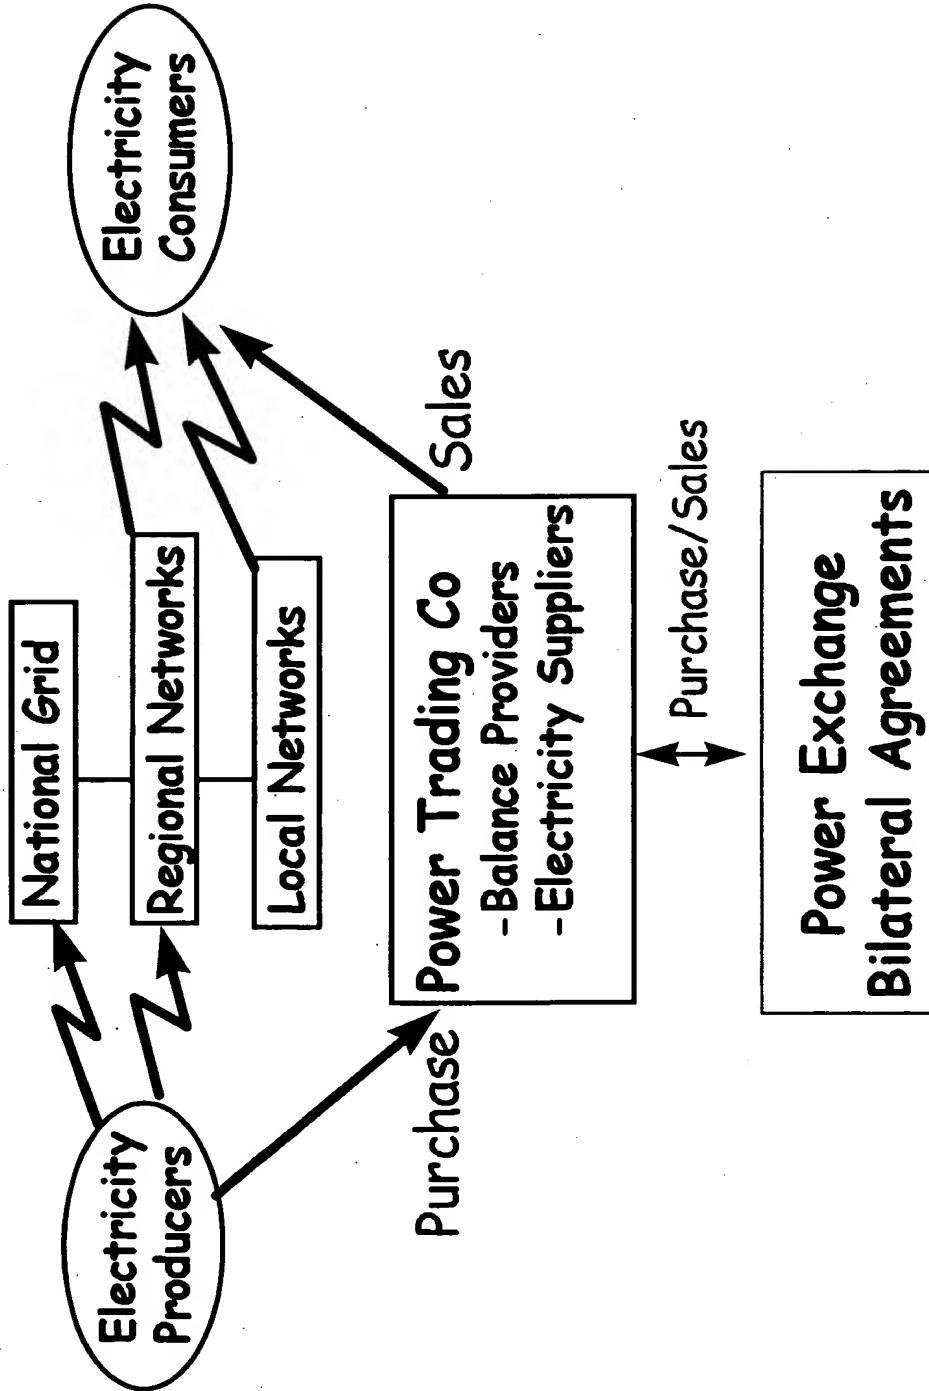 National Grid
Regional Networks
Local Networks
Electricity
Producers
Electricity
Consumers
Purchase
Power Trading Co
-Balance Providers
-Electricity Suppliers
Sales
Purchase/Sales
Power Exchange
Bilateral Agreements